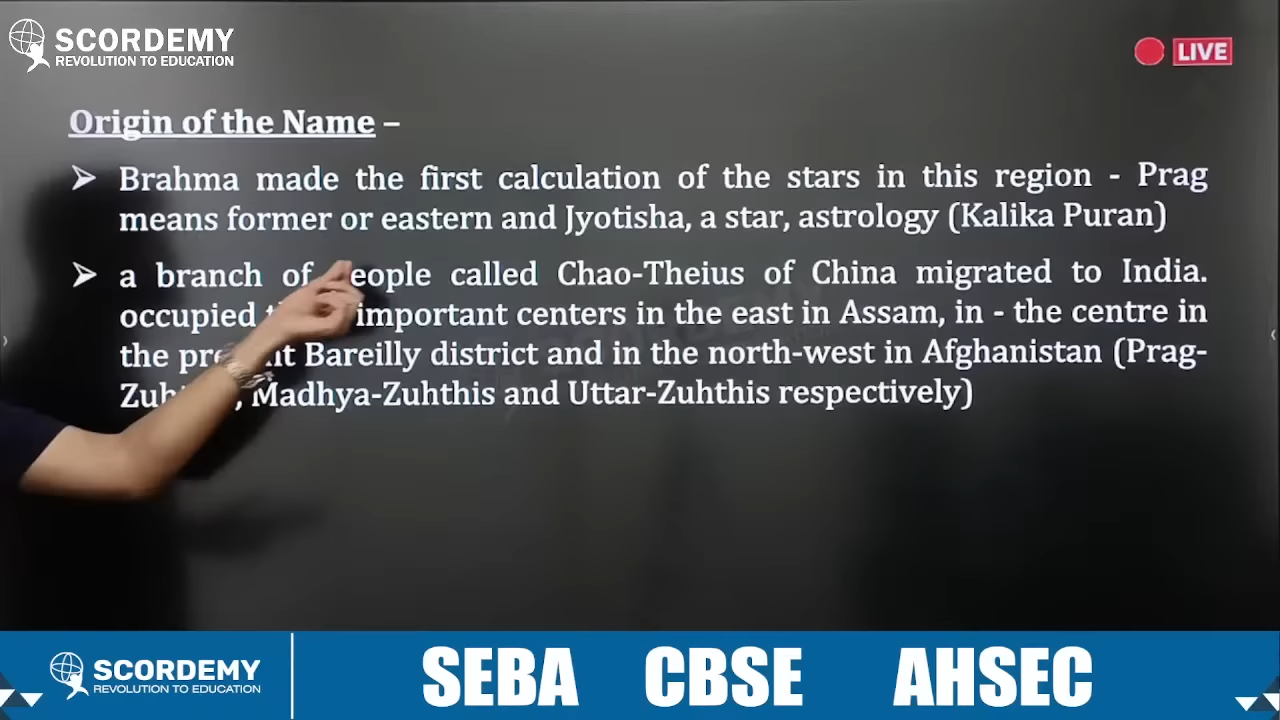 SCORDEMY
REVOLUTION TO EDUCATION
LIVE
Origin of the Name –
➤ Brahma made the first calculation of the stars in this region - Prag
means former or eastern and Jyotisha, a star, astrology (Kalika Puran)
➤ a branch of people called Chao-Theius of China migrated to India.
occupied important centers in the east in Assam, in - the centre in
the present Bareilly district and in the north-west in Afghanistan (Prag-
Madhya-Zuhthis and Uttar-Zuhthis respectively)
SCORDEMY
REVOLUTION TO EDUCATION
SEBA CBSE AHSEC